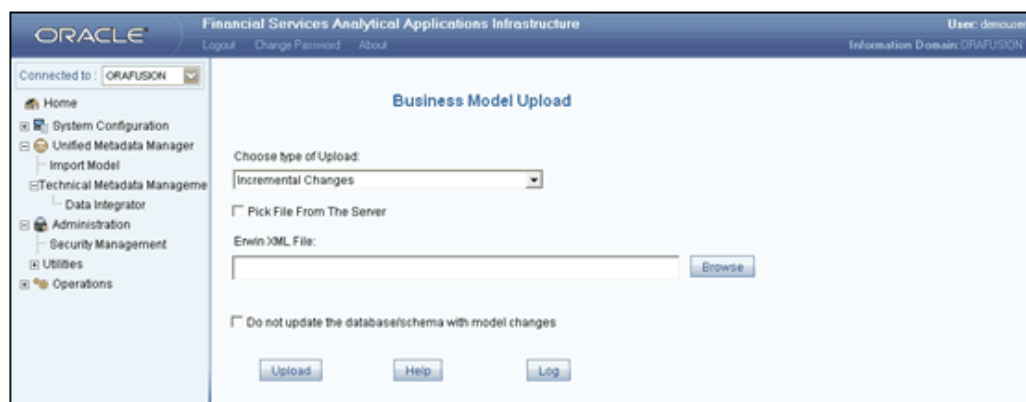 ORACLE
Financial Services Analytical Applications Infrastructure
User: demouser
Logout Change Password About
Information Domain:ORAFUSION
Connected to : ORAFUSION
Home
System Configuration
Unified Metadata Manager
Import Model
Technical Metadata Manageme
Data Integrator
Administration
Security Management
Utilities
Operations
Business Model Upload
Choose type of Upload:
Incremental Changes
Pick File From The Server
Erwin XML File:
Browse
Do not update the database/schema with model changes
Upload Help Log